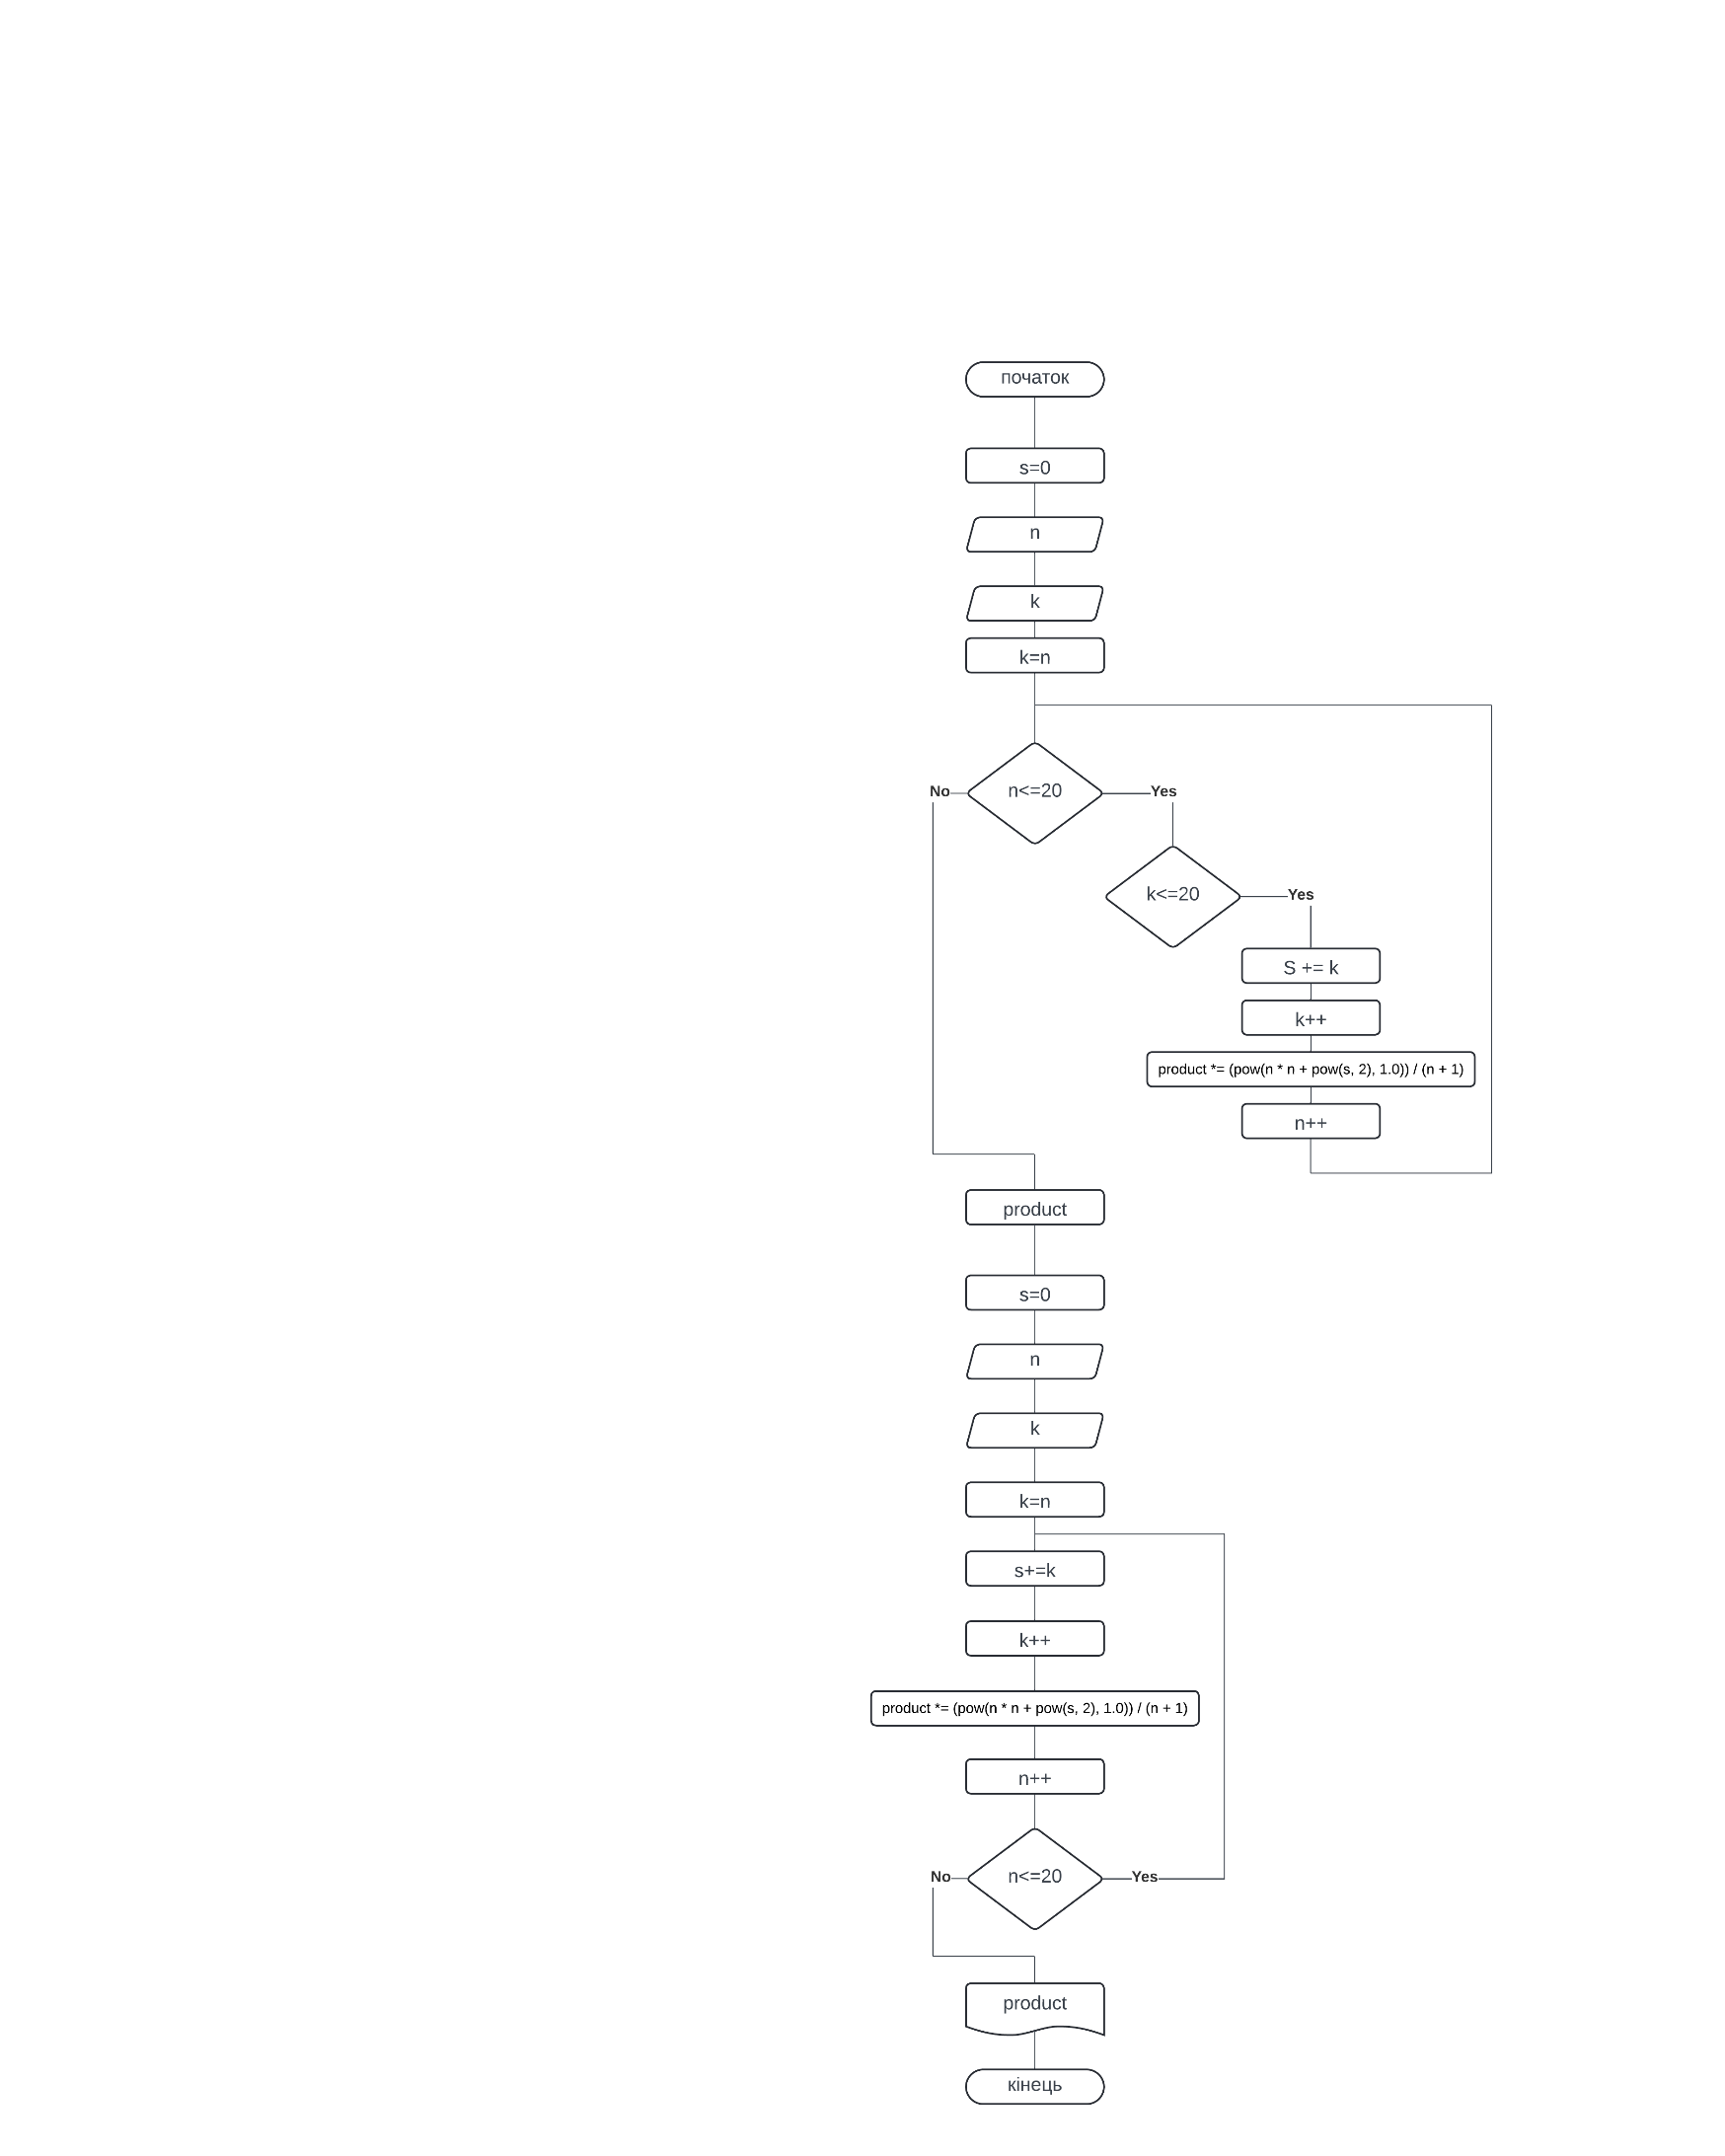 початок
s=0
n
k
k=n
n<=20
No
Yes
k<=20
Yes
S += k
k++
product *= (pow(n * n + pow(s, 2), 1.0)) / (n + 1)
n++
product
s=0
n
k
k=n
s+=k
k++
product *= (pow(n * n + pow(s, 2), 1.0)) / (n + 1)
n++
n<=20
No
Yes
product
кінець